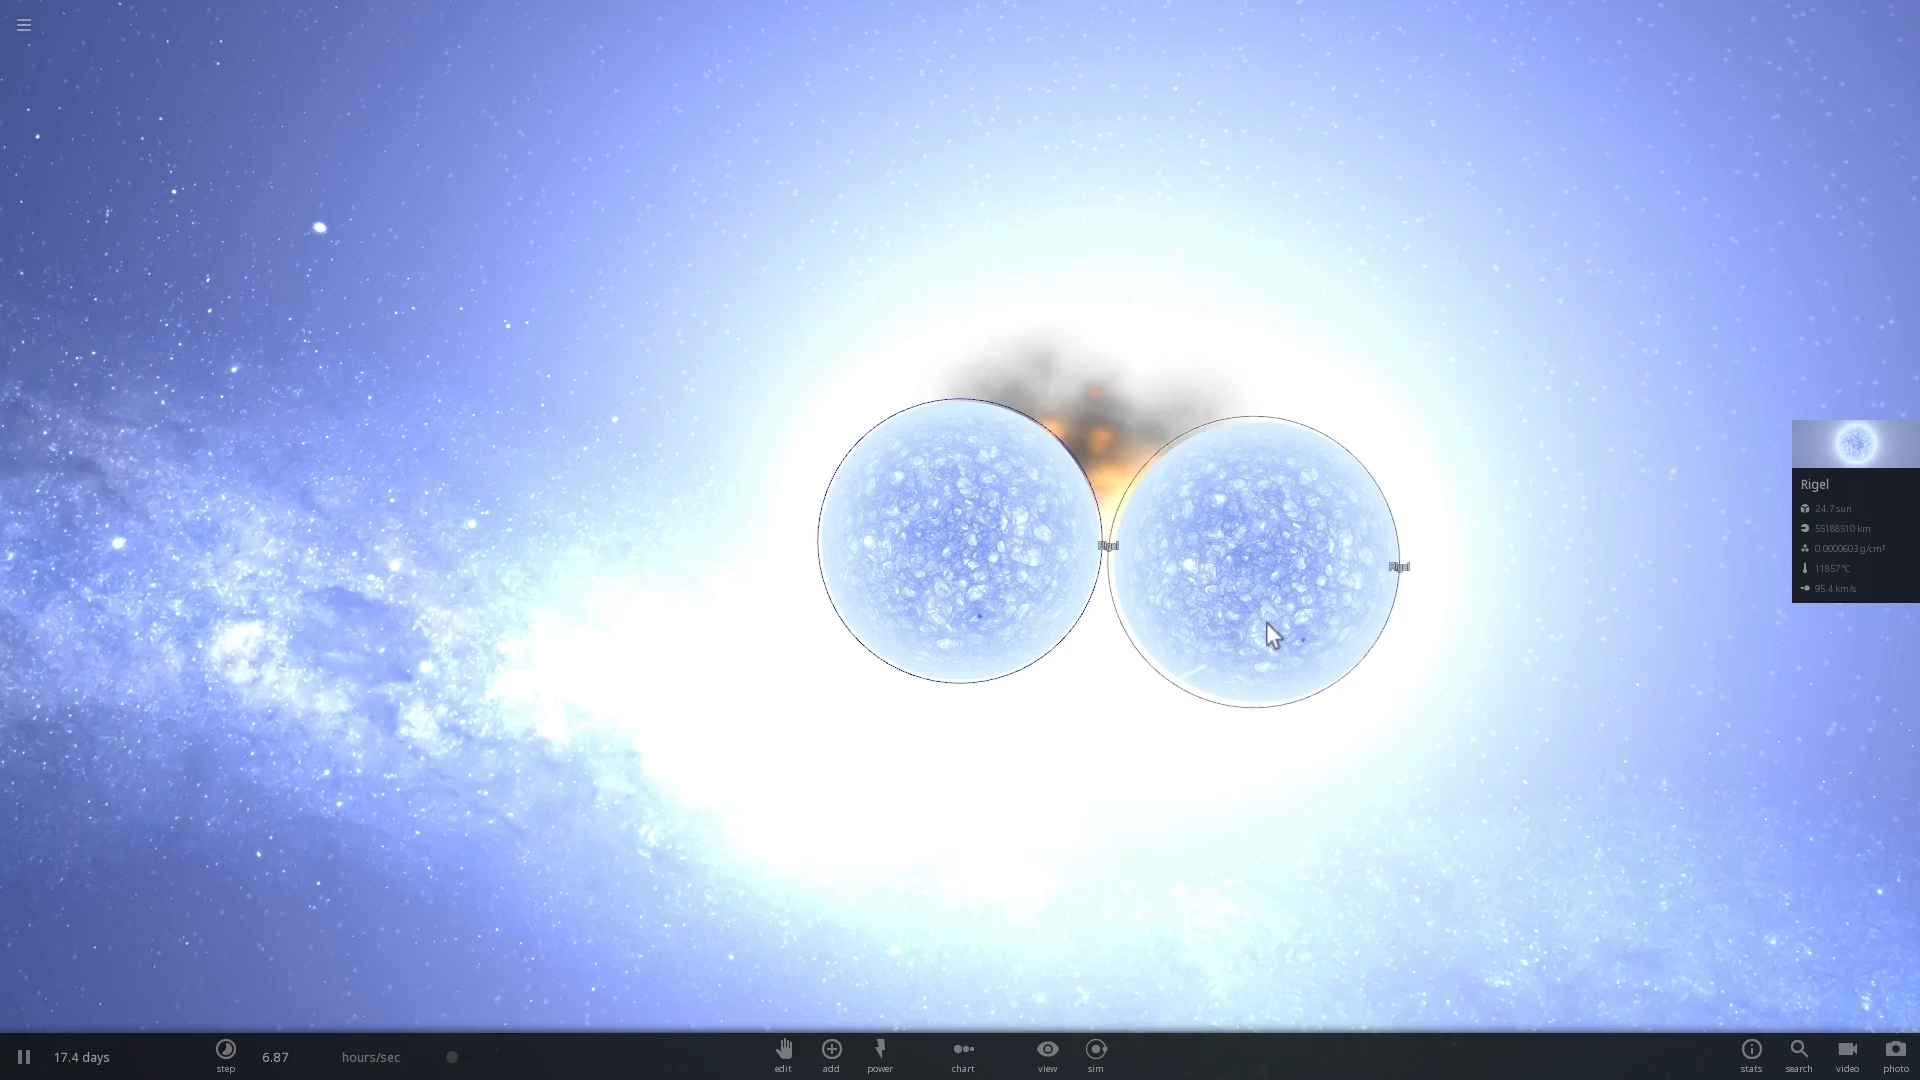 Rigel
Rigel
Rigel
24.7 sun
55188510 km
0.0000603 g/cm³
11857°C
95.4 km/s
17.4 days
step
6.87
hours/sec
edit
add
power
chart
view
sim
stats
search
video
photo